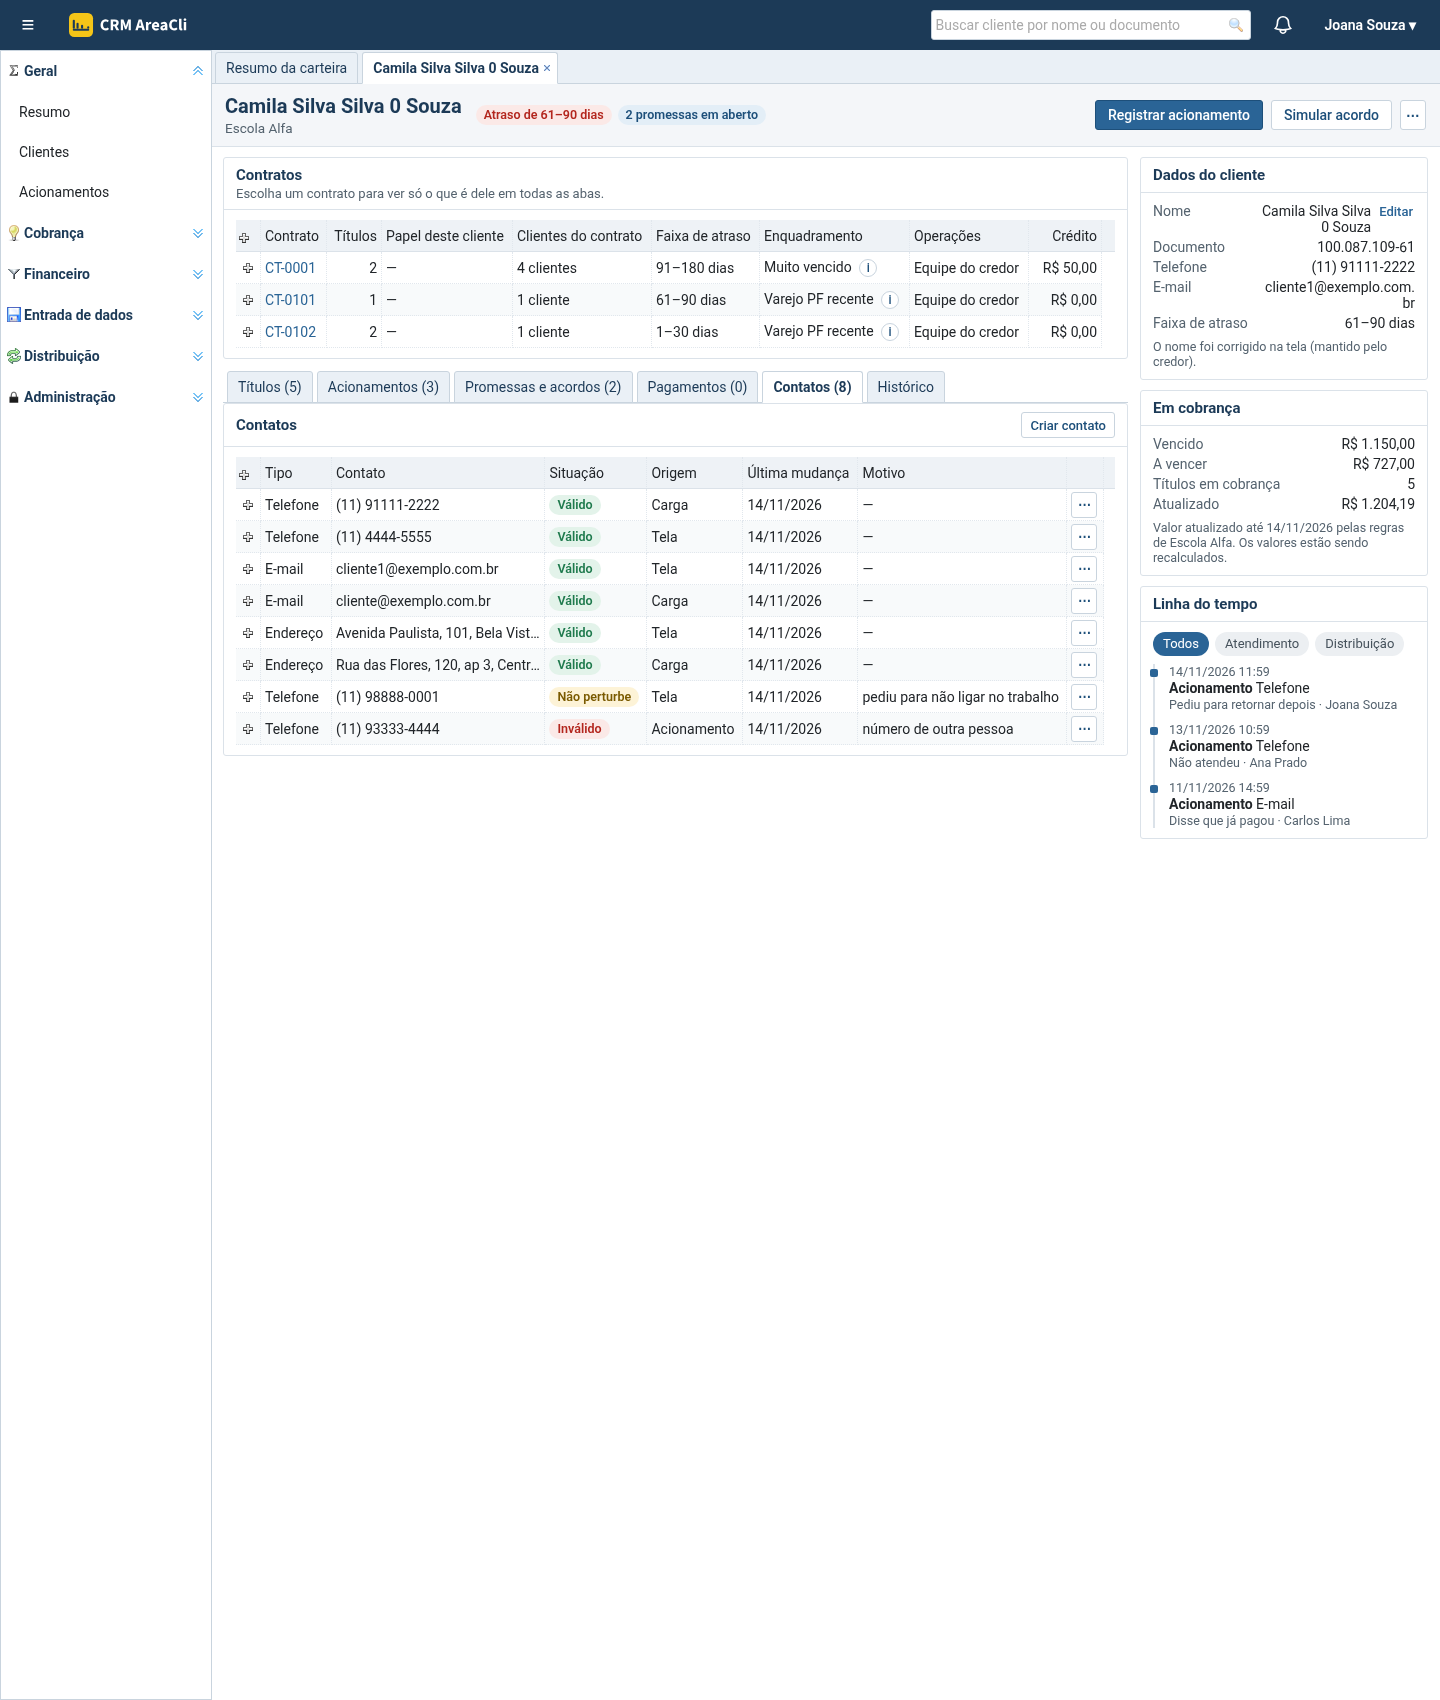 CRM AreaCli
Buscar cliente por nome ou documento
Joana Souza ▾
Geral
Resumo
Clientes
Acionamentos
Cobrança
Financeiro
Entrada de dados
Distribuição
Administração
Resumo da carteira
Camila Silva Silva 0 Souza ×
Camila Silva Silva 0 Souza
Escola Alfa
Atraso de 61–90 dias
2 promessas em aberto
Registrar acionamento
Simular acordo
···
Contratos
Escolha um contrato para ver só o que é dele em todas as abas.
Contrato Títulos Papel deste cliente Clientes do contrato Faixa de atraso Enquadramento Operações Crédito
CT-0001 2 — 4 clientes 91–180 dias Muito vencido i Equipe do credor R$ 50,00
CT-0101 1 — 1 cliente 61–90 dias Varejo PF recente i Equipe do credor R$ 0,00
CT-0102 2 — 1 cliente 1–30 dias Varejo PF recente i Equipe do credor R$ 0,00
Títulos (5)
Acionamentos (3)
Promessas e acordos (2)
Pagamentos (0)
Contatos (8)
Histórico
Contatos
Criar contato
Tipo Contato Situação Origem Última mudança Motivo
Telefone (11) 91111-2222 Válido Carga 14/11/2026 — ···
Telefone (11) 4444-5555 Válido Tela 14/11/2026 — ···
E-mail cliente1@exemplo.com.br Válido Tela 14/11/2026 — ···
E-mail cliente@exemplo.com.br Válido Carga 14/11/2026 — ···
Endereço Avenida Paulista, 101, Bela Vist… Válido Tela 14/11/2026 — ···
Endereço Rua das Flores, 120, ap 3, Centr… Válido Carga 14/11/2026 — ···
Telefone (11) 98888-0001 Não perturbe Tela 14/11/2026 pediu para não ligar no trabalho ···
Telefone (11) 93333-4444 Inválido Acionamento 14/11/2026 número de outra pessoa ···
Dados do cliente
Nome Camila Silva Silva Editar
0 Souza
Documento 100.087.109-61
Telefone (11) 91111-2222
E-mail cliente1@exemplo.com.
br
Faixa de atraso 61–90 dias
O nome foi corrigido na tela (mantido pelo
credor).
Em cobrança
Vencido R$ 1.150,00
A vencer R$ 727,00
Títulos em cobrança 5
Atualizado R$ 1.204,19
Valor atualizado até 14/11/2026 pelas regras
de Escola Alfa. Os valores estão sendo
recalculados.
Linha do tempo
Todos Atendimento Distribuição
14/11/2026 11:59
Acionamento Telefone
Pediu para retornar depois · Joana Souza
13/11/2026 10:59
Acionamento Telefone
Não atendeu · Ana Prado
11/11/2026 14:59
Acionamento E-mail
Disse que já pagou · Carlos Lima